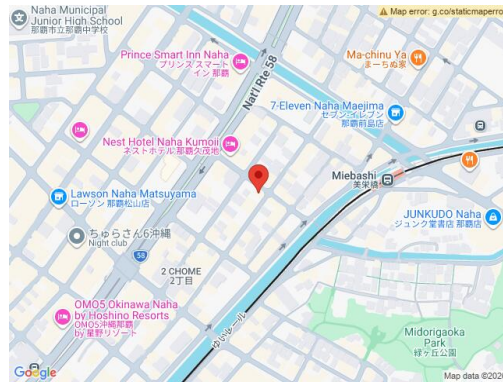 Naha Municipal
Junior High School
那覇市立那覇中学校
Map error: g.co/staticmaperro
Prince Smart Inn Naha
プリンス スマート
イン 那覇
Nat'l.Rte 58
Ma-chinu Ya
まーちぬ家
7-Eleven Naha Maejima
セブン-イレブン
那覇前島店
Nest Hotel Naha Kumoji
ネストホテル那覇久茂地
Miebashi
美栄橋
Lawson Naha Matsuyama
ローソン 那覇松山店
JUNKUDO Naha
ジュンク堂書店 那覇店
ちゅらさん6沖縄
Night club
58
2 CHOME
2丁目
OMO5 Okinawa Naha
by Hoshino Resorts
OMO5沖縄那覇
by 星野リゾート
ゆいレール
Midorigaoka
Park
緑ヶ丘公園
Google
Map data ©2026